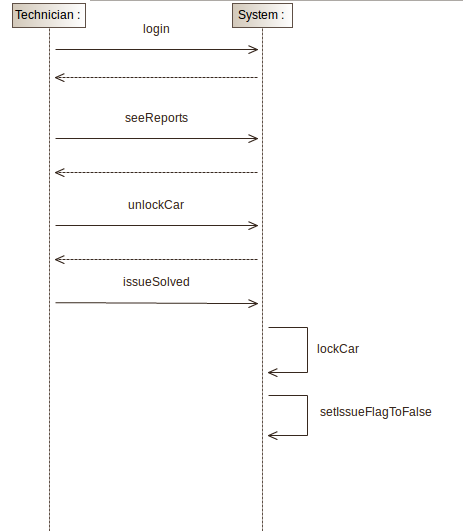 Technician :
System :
login
seeReports
unlockCar
issueSolved
lockCar
setIssueFlagToFalse